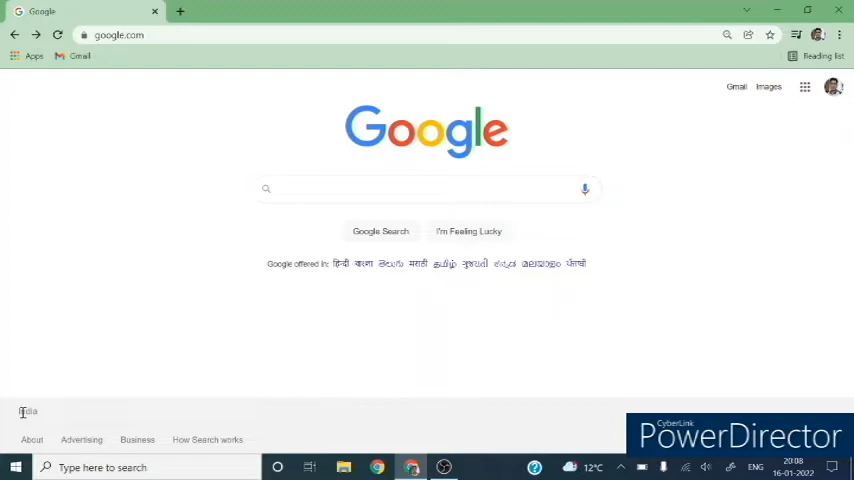 Google
google.com
Apps Gmail Reading list
Gmail Images
Google
Google Search I'm Feeling Lucky
Google offered in: हिन्दी বাংলা తెలుగు मराठी தமிழ் ગુજરાતી ಕನ್ನಡ മലയാളം ਪੰਜਾਬੀ
India
About Advertising Business How Search works
CyberLink
PowerDirector
Type here to search 12°C ENG 20:08
16-01-2022